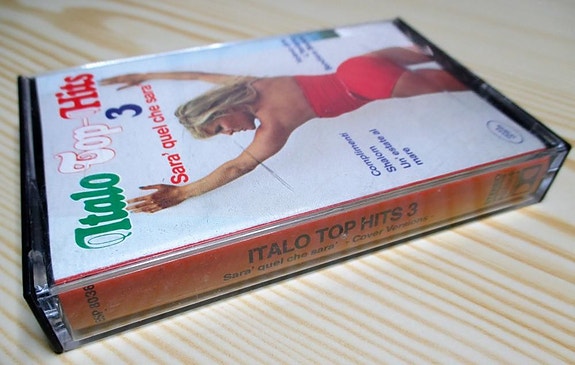 Italo Top-Hits
3
Sara' quel che sara'
Complimenti
Shalom
Un' estate al
mare
ITALO TOP HITS 3
Sara' quel che sara' - Cover Versions -